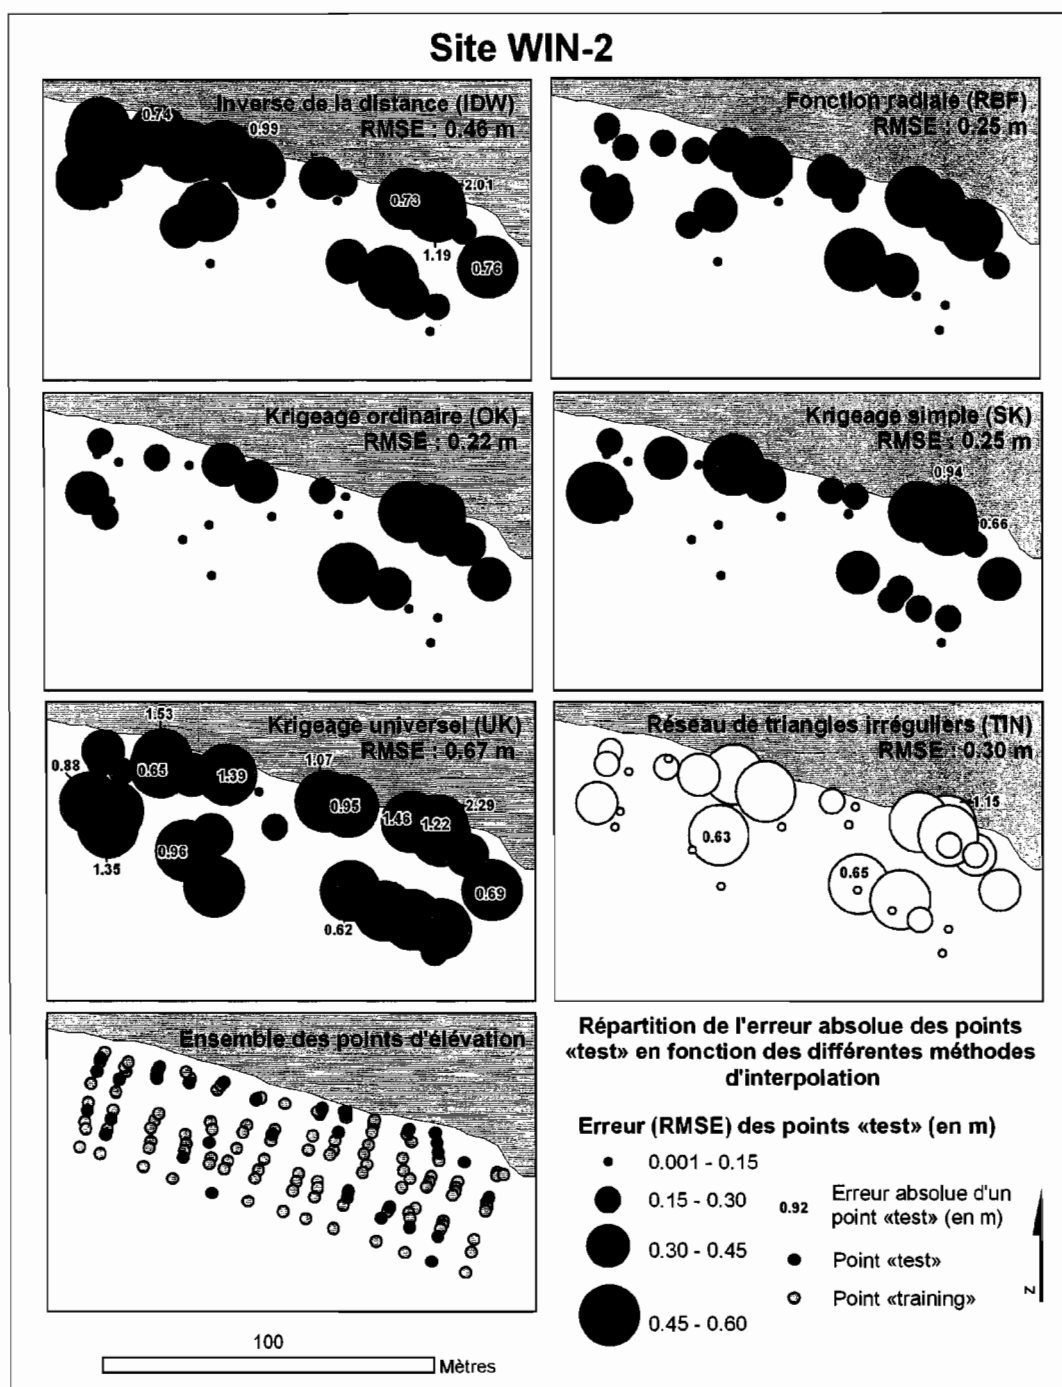 Site WIN-2
Inverse de la distance (IDW)
RMSE : 0.46 m
0.74
0.99
0.73
2.01
1.19
0.76
Fonction radiale (RBF)
RMSE : 0.25 m
Krigeage ordinaire (OK)
RMSE : 0.22 m
Krigeage simple (SK)
RMSE : 0.25 m
0.94
0.66
Krigeage universel (UK)
RMSE : 0.67 m
1.53
0.88
0.65
1.39
1.07
0.95
1.46
1.22
2.29
0.96
1.35
0.69
0.62
Réseau de triangles irréguliers (TIN)
RMSE : 0.30 m
1.15
0.63
0.65
Ensemble des points d'élévation
Répartition de l'erreur absolue des points
«test» en fonction des différentes méthodes
d'interpolation
Erreur (RMSE) des points «test» (en m)
0.001 - 0.15
0.15 - 0.30
0.30 - 0.45
0.45 - 0.60
0.92
Erreur absolue d'un
point «test» (en m)
Point «test»
Point «training»
N
100
Mètres